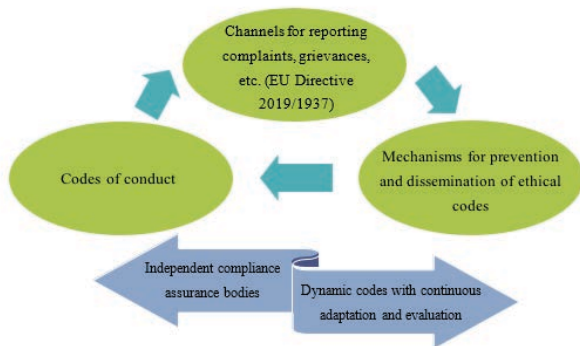 Channels for reporting
complaints, grievances,
etc. (EU Directive
2019/1937)
Codes of conduct
Mechanisms for prevention
and dissemination of ethical
codes
Independent compliance
assurance bodies
Dynamic codes with continuous
adaptation and evaluation